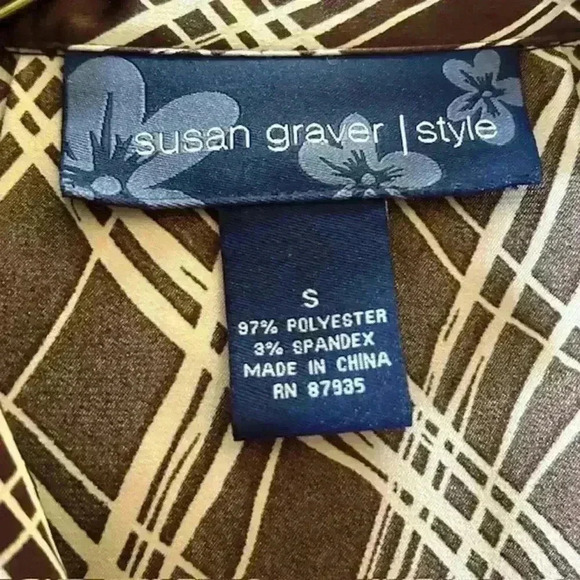 susan graver | style
S
97% POLYESTER
3% SPANDEX
MADE IN CHINA
RN 87935